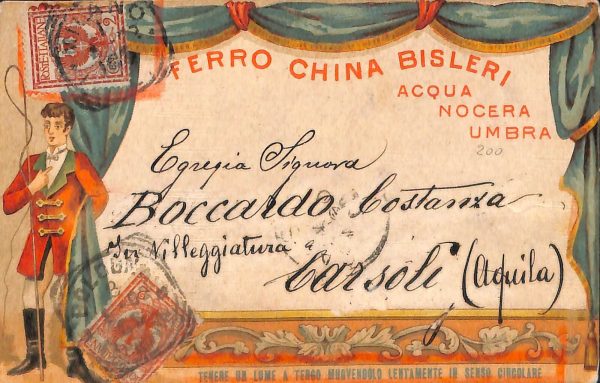 FERRO CHINA BISLERI
ACQUA
NOCERA
UMBRA
200
Egregia Signora
Boccardo Costanza
In Villeggiatura a
Carsoli (Aquila)
TENERE UN LUME A TERGO MUOVENDOLO LENTAMENTE IN SENSO CIRCOLARE